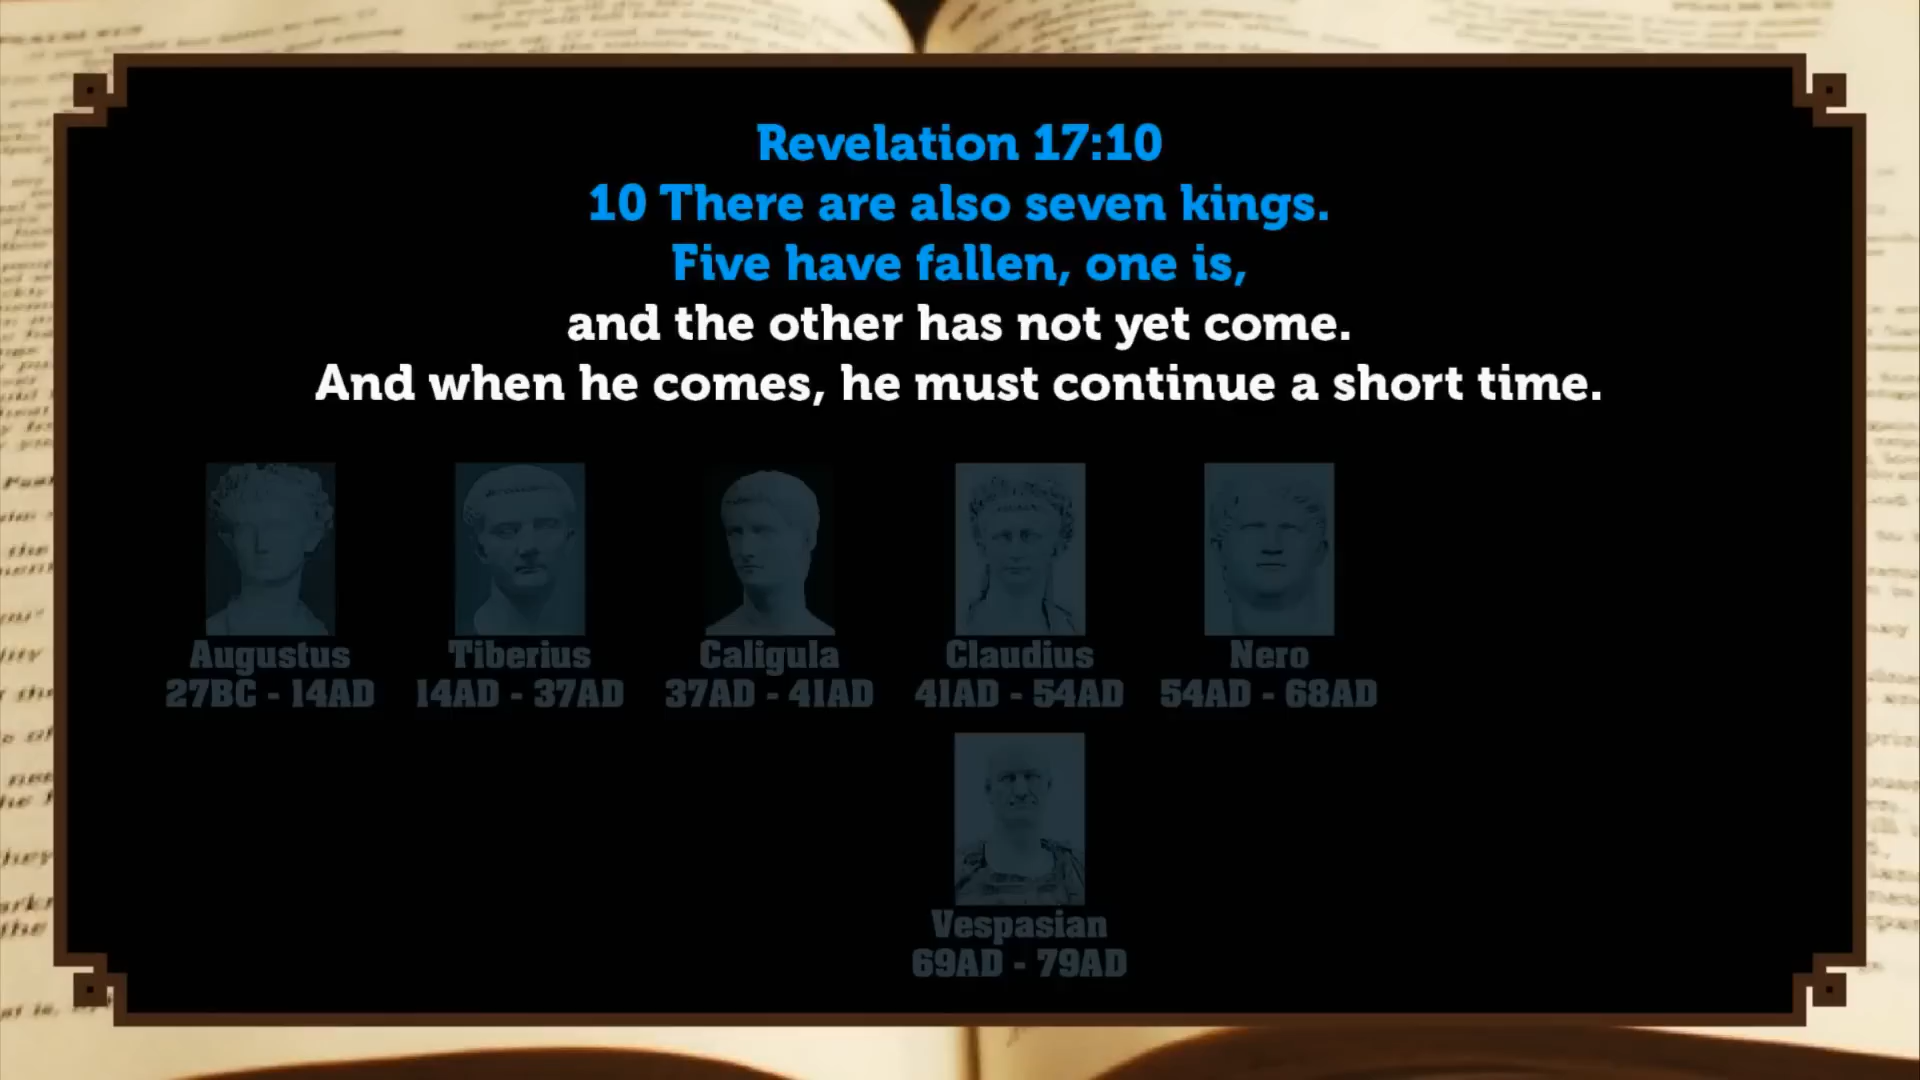 Revelation 17:10
10 There are also seven kings.
Five have fallen, one is,
and the other has not yet come.
And when he comes, he must continue a short time.
Augustus
27BC - 14AD
Tiberius
14AD - 37AD
Caligula
37AD - 41AD
Claudius
41AD - 54AD
Nero
54AD - 68AD
Vespasian
69AD - 79AD